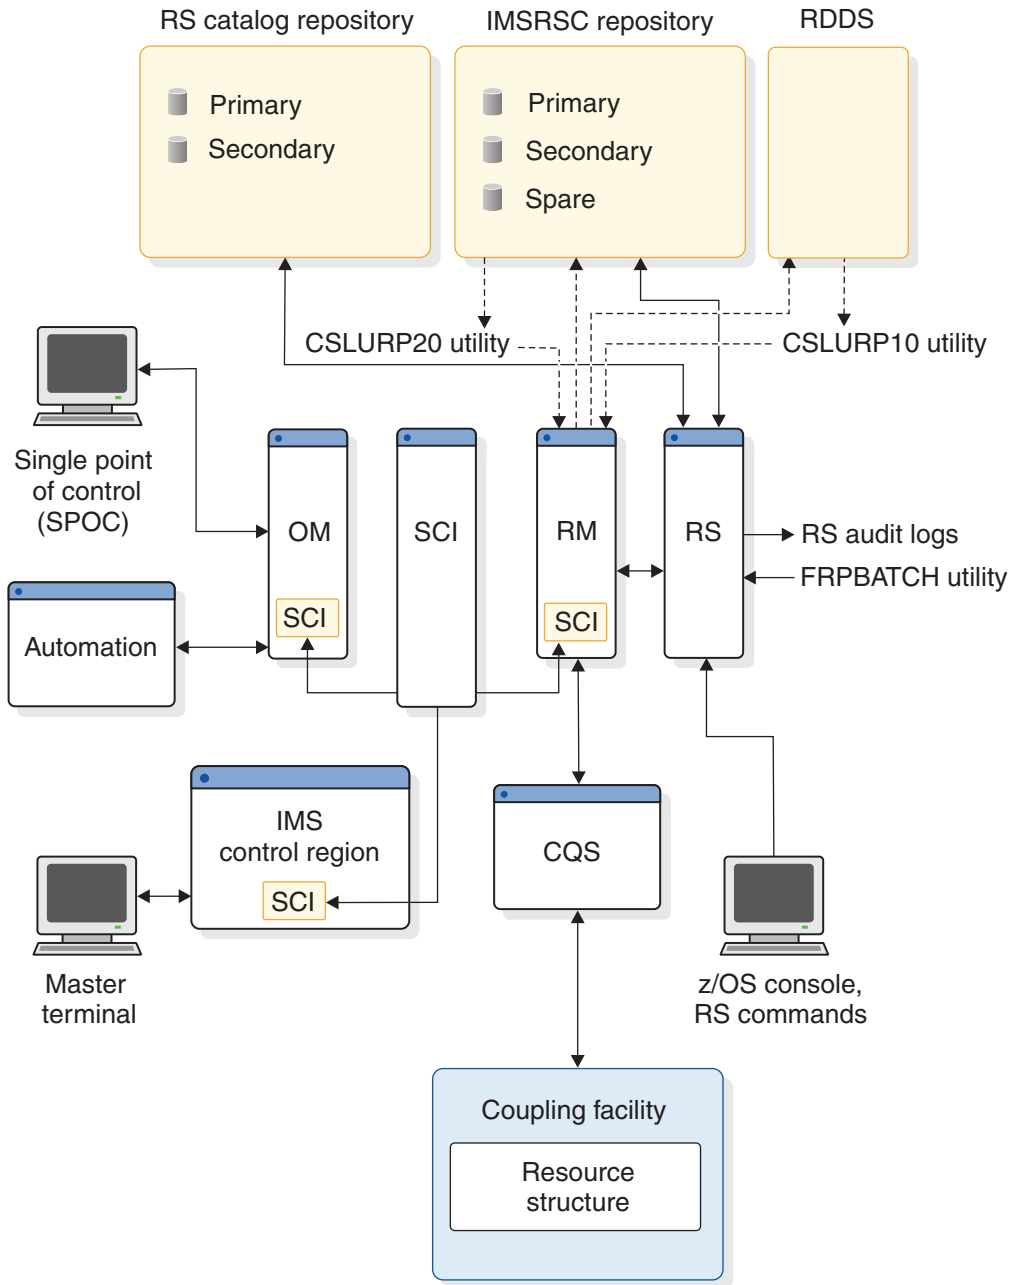 RS catalog repository
IMSRSC repository
RDDS
Primary
Secondary
Primary
Secondary
Spare
CSLURP20 utility
CSLURP10 utility
Single point
of control
(SPOC)
OM
SCI
RM
RS
RS audit logs
FRPBATCH utility
SCI
SCI
Automation
IMS
control region
SCI
CQS
Master
terminal
z/OS console,
RS commands
Coupling facility
Resource
structure